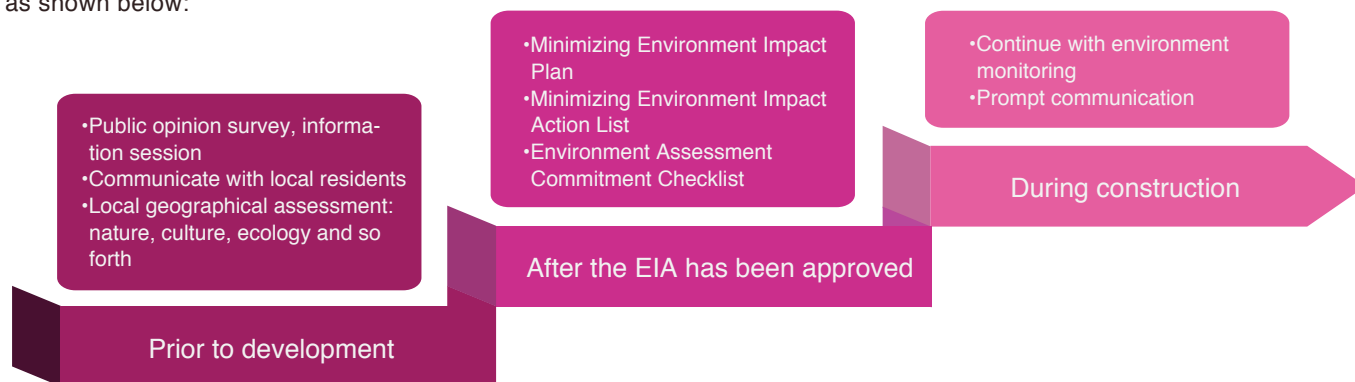 as shown below:
•Public opinion survey, informa-
tion session
•Communicate with local residents
•Local geographical assessment:
nature, culture, ecology and so
forth
Prior to development
•Minimizing Environment Impact
Plan
•Minimizing Environment Impact
Action List
•Environment Assessment
Commitment Checklist
After the EIA has been approved
•Continue with environment
monitoring
•Prompt communication
During construction